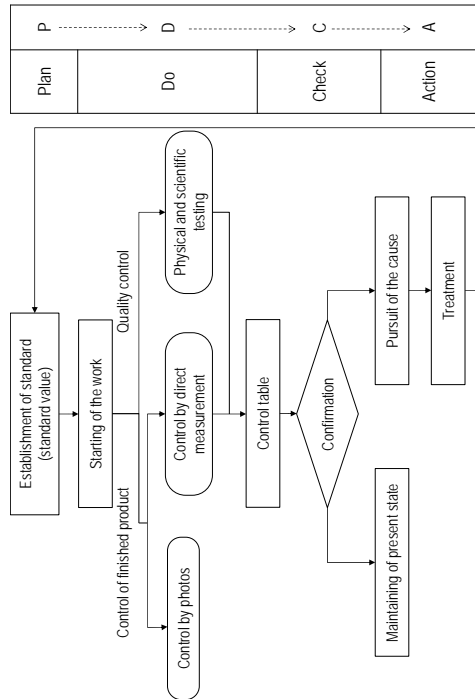 Plan
P
Do
D
Check
C
Action
A
Establishment of standard
(standard value)
Starting of the work
Control of finished product
Quality control
Control by photos
Control by direct
measurement
Physical and scientific
testing
Control table
Confirmation
Maintaining of present state
Pursuit of the cause
Treatment